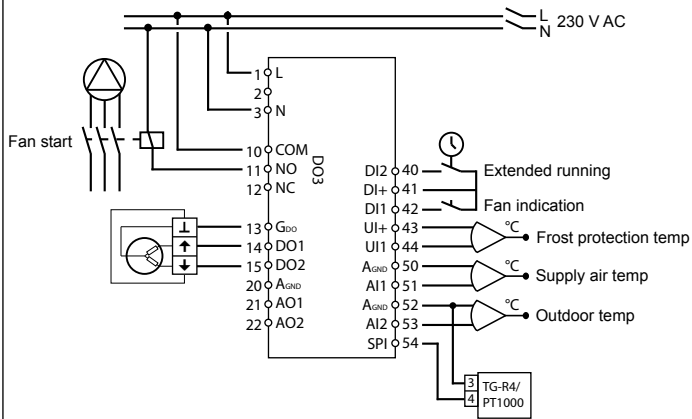 L
N
230 V AC
1 L
2
3 N
Fan start
10 COM
11 NO
12 NC
DO3
DI2 40
Extended running
DI+ 41
DI1 42
Fan indication
UI+ 43
UI1 44
°C
Frost protection temp
13 GDO
14 DO1
15 DO2
20 AGND
21 AO1
22 AO2
AGND 50
AI1 51
°C
Supply air temp
AGND 52
AI2 53
°C
Outdoor temp
SPI 54
3
4
TG-R4/
PT1000